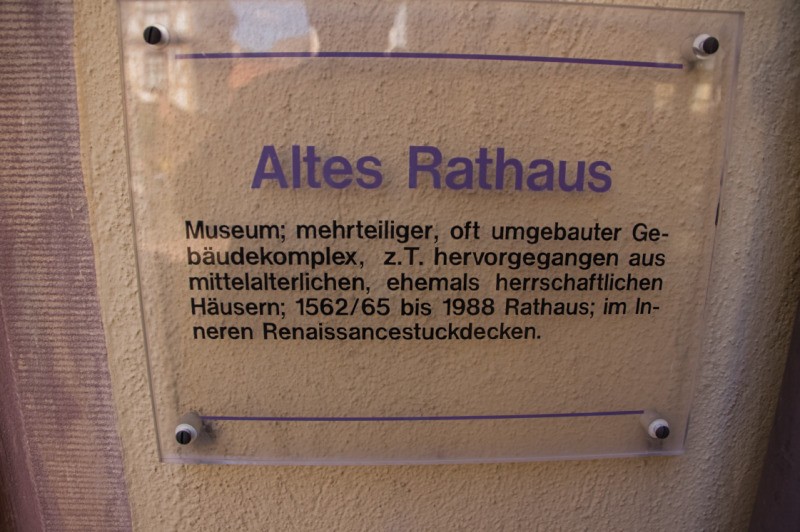 Altes Rathaus
Museum; mehrteiliger, oft umgebauter Ge-
bäudekomplex, z.T. hervorgegangen aus
mittelalterlichen, ehemals herrschaftlichen
Häusern; 1562/65 bis 1988 Rathaus; im In-
neren Renaissancestuckdecken.